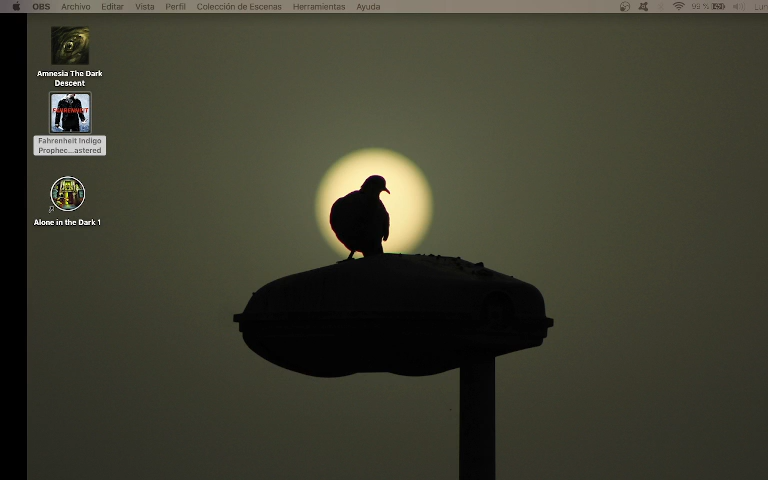 OBS Archivo Editar Vista Perfil Colección de Escenas Herramientas Ayuda 99 %
Amnesia The Dark
Descent
FAHRENHEIT
Fahrenheit Indigo
Prophec...astered
Alone in the Dark 1